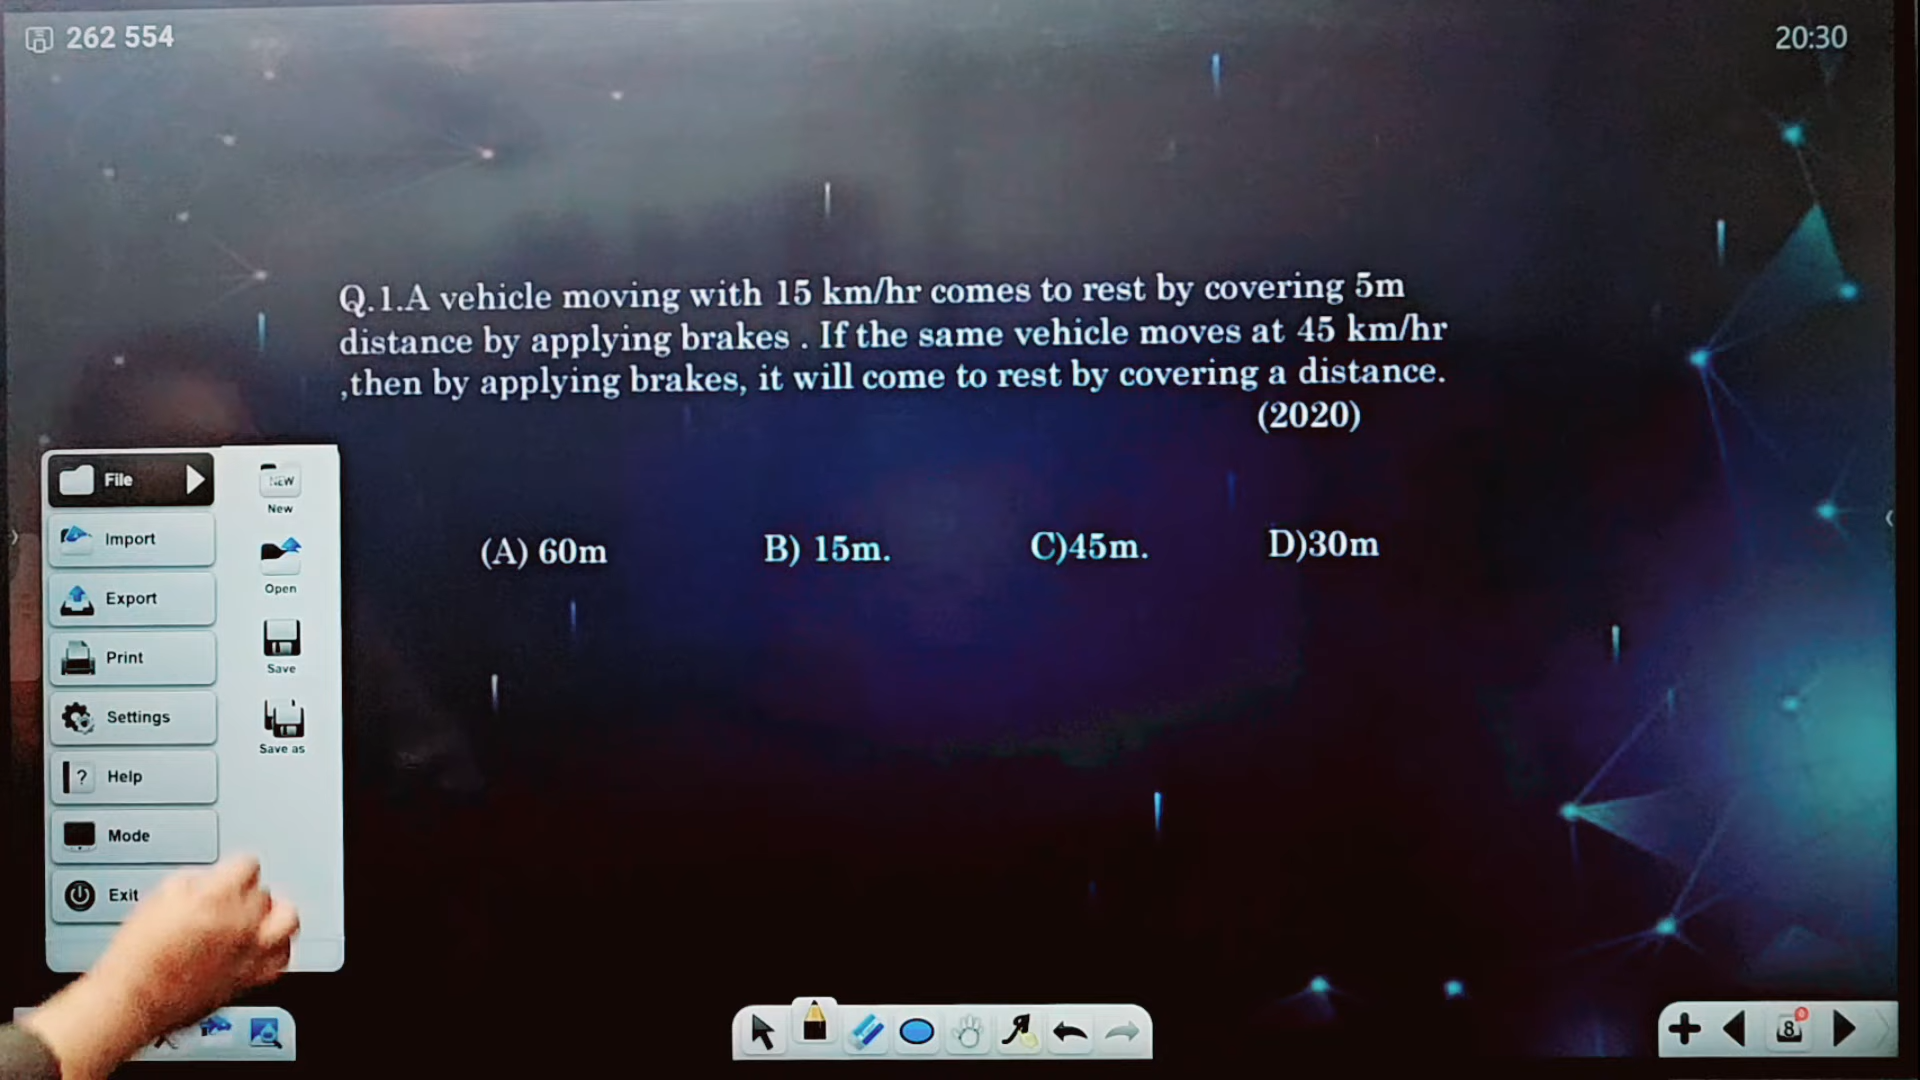 262 554
20:30
Q.1.A vehicle moving with 15 km/hr comes to rest by covering 5m
distance by applying brakes . If the same vehicle moves at 45 km/hr
,then by applying brakes, it will come to rest by covering a distance.
(2020)
(A) 60m B) 15m. C)45m. D)30m
File
Import
Export
Print
Settings
Help
Mode
Exit
NEW
New
Open
Save
Save as
8